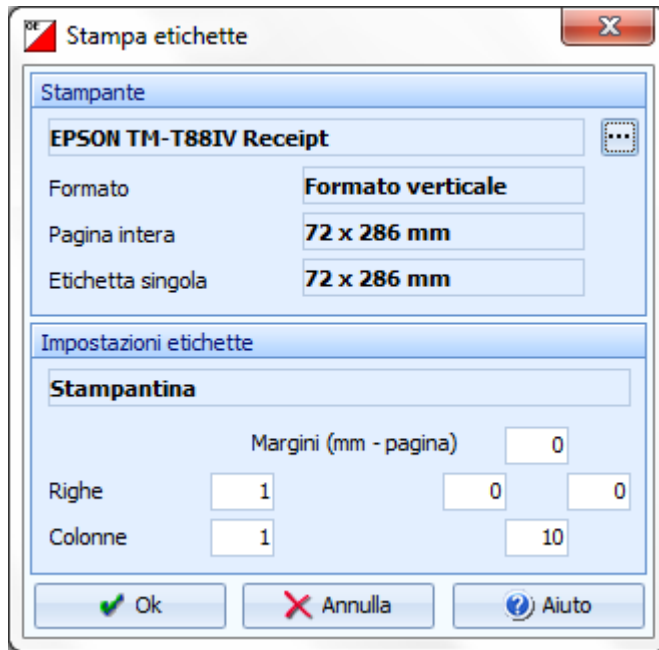 OE
Stampa etichette
Stampante
EPSON TM-T88IV Receipt
...
Formato
Formato verticale
Pagina intera
72 x 286 mm
Etichetta singola
72 x 286 mm
Impostazioni etichette
Stampantina
Margini (mm - pagina) 0
Righe 1 0 0
Colonne 1 10
Ok Annulla Aiuto